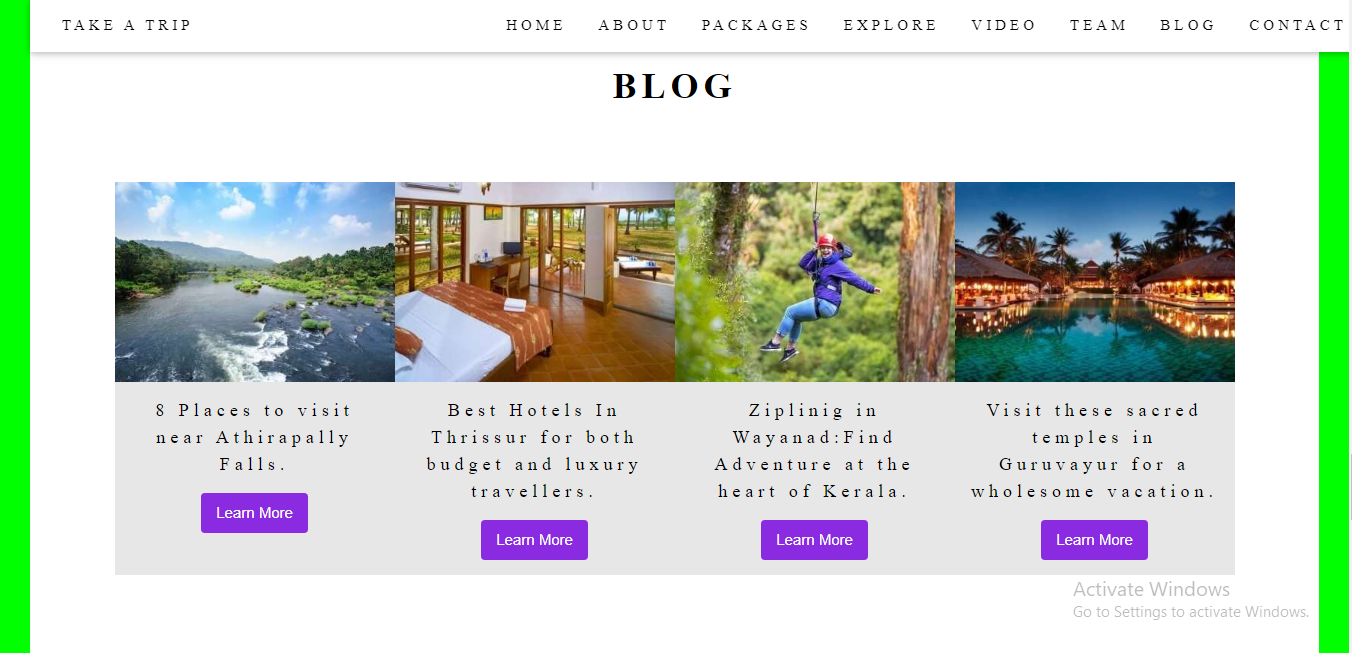 TAKE A TRIP HOME ABOUT PACKAGES EXPLORE VIDEO TEAM BLOG CONTACT
BLOG
8 Places to visit
near Athirapally
Falls.
Learn More
Best Hotels In
Thrissur for both
budget and luxury
travellers.
Learn More
Ziplinig in
Wayanad:Find
Adventure at the
heart of Kerala.
Learn More
Visit these sacred
temples in
Guruvayur for a
wholesome vacation.
Learn More
Activate Windows
Go to Settings to activate Windows.